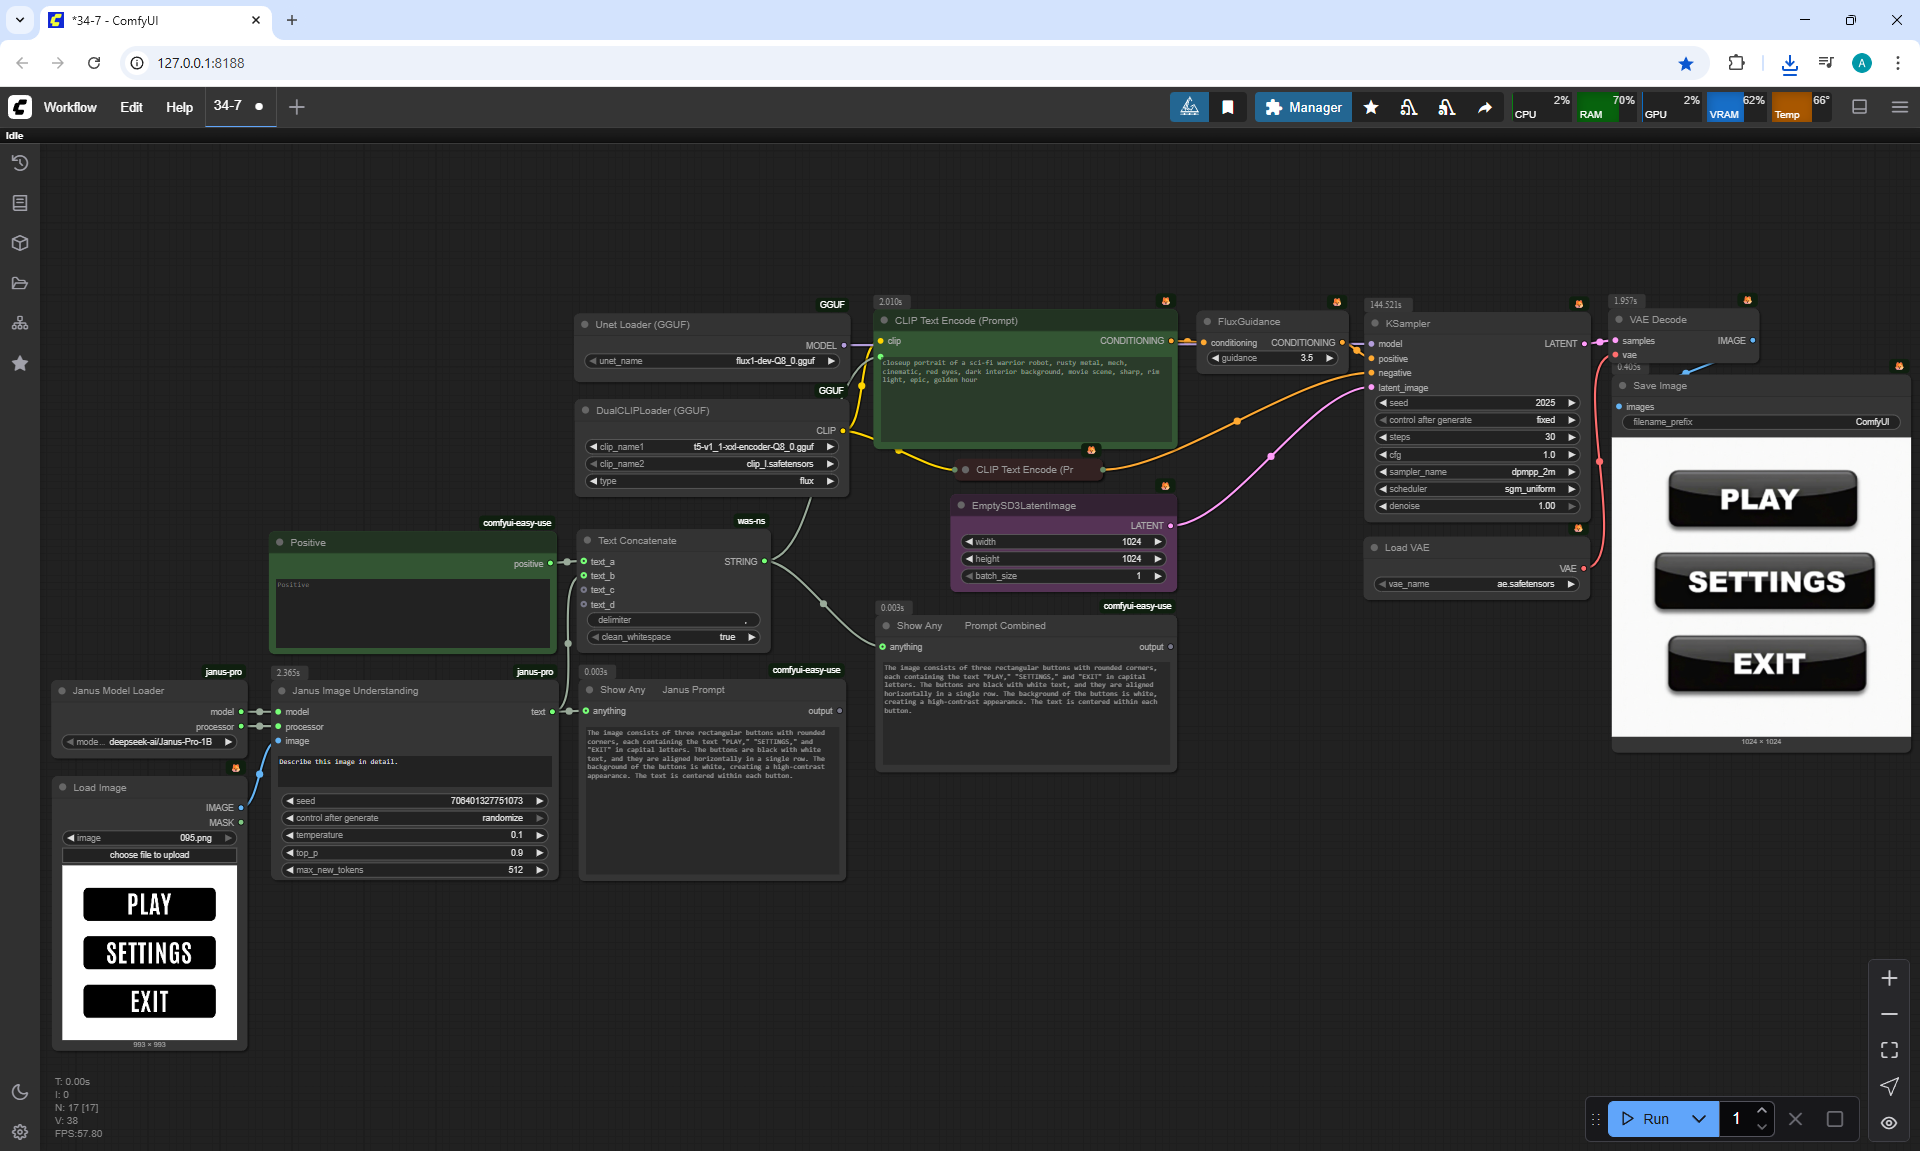 *34-7 - ComfyUI
127.0.0.1:8188
A
Workflow
Edit
Help
34-7
Manager
2%
CPU
70%
RAM
2%
GPU
62%
VRAM
66°
Temp
Idle
GGUF
Unet Loader (GGUF)
MODEL
unet_name
flux1-dev-Q8_0.gguf
GGUF
DualCLIPLoader (GGUF)
CLIP
clip_name1
t5-v1_1-xxl-encoder-Q8_0.gguf
clip_name2
clip_l.safetensors
type
flux
2.010s
CLIP Text Encode (Prompt)
clip
CONDITIONING
closeup portrait of a sci-fi warrior robot, rusty metal, mech,
cinematic, red eyes, dark interior background, movie scene, sharp, rim
light, epic, golden hour
CLIP Text Encode (Pr
FluxGuidance
conditioning
CONDITIONING
guidance
3.5
144.521s
KSampler
model
LATENT
positive
negative
latent_image
seed
2025
control after generate
fixed
steps
30
cfg
1.0
sampler_name
dpmpp_2m
scheduler
sgm_uniform
denoise
1.00
1.957s
VAE Decode
samples
IMAGE
vae
0.405s
Save Image
images
filename_prefix
ComfyUI
PLAY
SETTINGS
EXIT
1024 × 1024
EmptySD3LatentImage
LATENT
width
1024
height
1024
batch_size
1
Load VAE
VAE
vae_name
ae.safetensors
comfyui-easy-use
Positive
positive
Positive
was-ns
Text Concatenate
text_a
STRING
text_b
text_c
text_d
delimiter
,
clean_whitespace
true
0.003s
comfyui-easy-use
Show Any
Prompt Combined
anything
output
The image consists of three rectangular buttons with rounded corners,
each containing the text "PLAY," "SETTINGS," and "EXIT" in capital
letters. The buttons are black with white text, and they are aligned
horizontally in a single row. The background of the buttons is white,
creating a high-contrast appearance. The text is centered within each
button.
janus-pro
Janus Model Loader
model
processor
mode...
deepseek-ai/Janus-Pro-1B
2.365s
janus-pro
Janus Image Understanding
model
text
processor
image
Describe this image in detail.
seed
706401327751073
control after generate
randomize
temperature
0.1
top_p
0.9
max_new_tokens
512
0.003s
comfyui-easy-use
Show Any
Janus Prompt
anything
output
The image consists of three rectangular buttons with rounded
corners, each containing the text "PLAY," "SETTINGS," and
"EXIT" in capital letters. The buttons are black with white
text, and they are aligned horizontally in a single row. The
background of the buttons is white, creating a high-contrast
appearance. The text is centered within each button.
Load Image
IMAGE
MASK
image
095.png
choose file to upload
PLAY
SETTINGS
EXIT
993 × 993
T: 0.00s
I: 0
N: 17 [17]
V: 38
FPS:57.80
Run
1